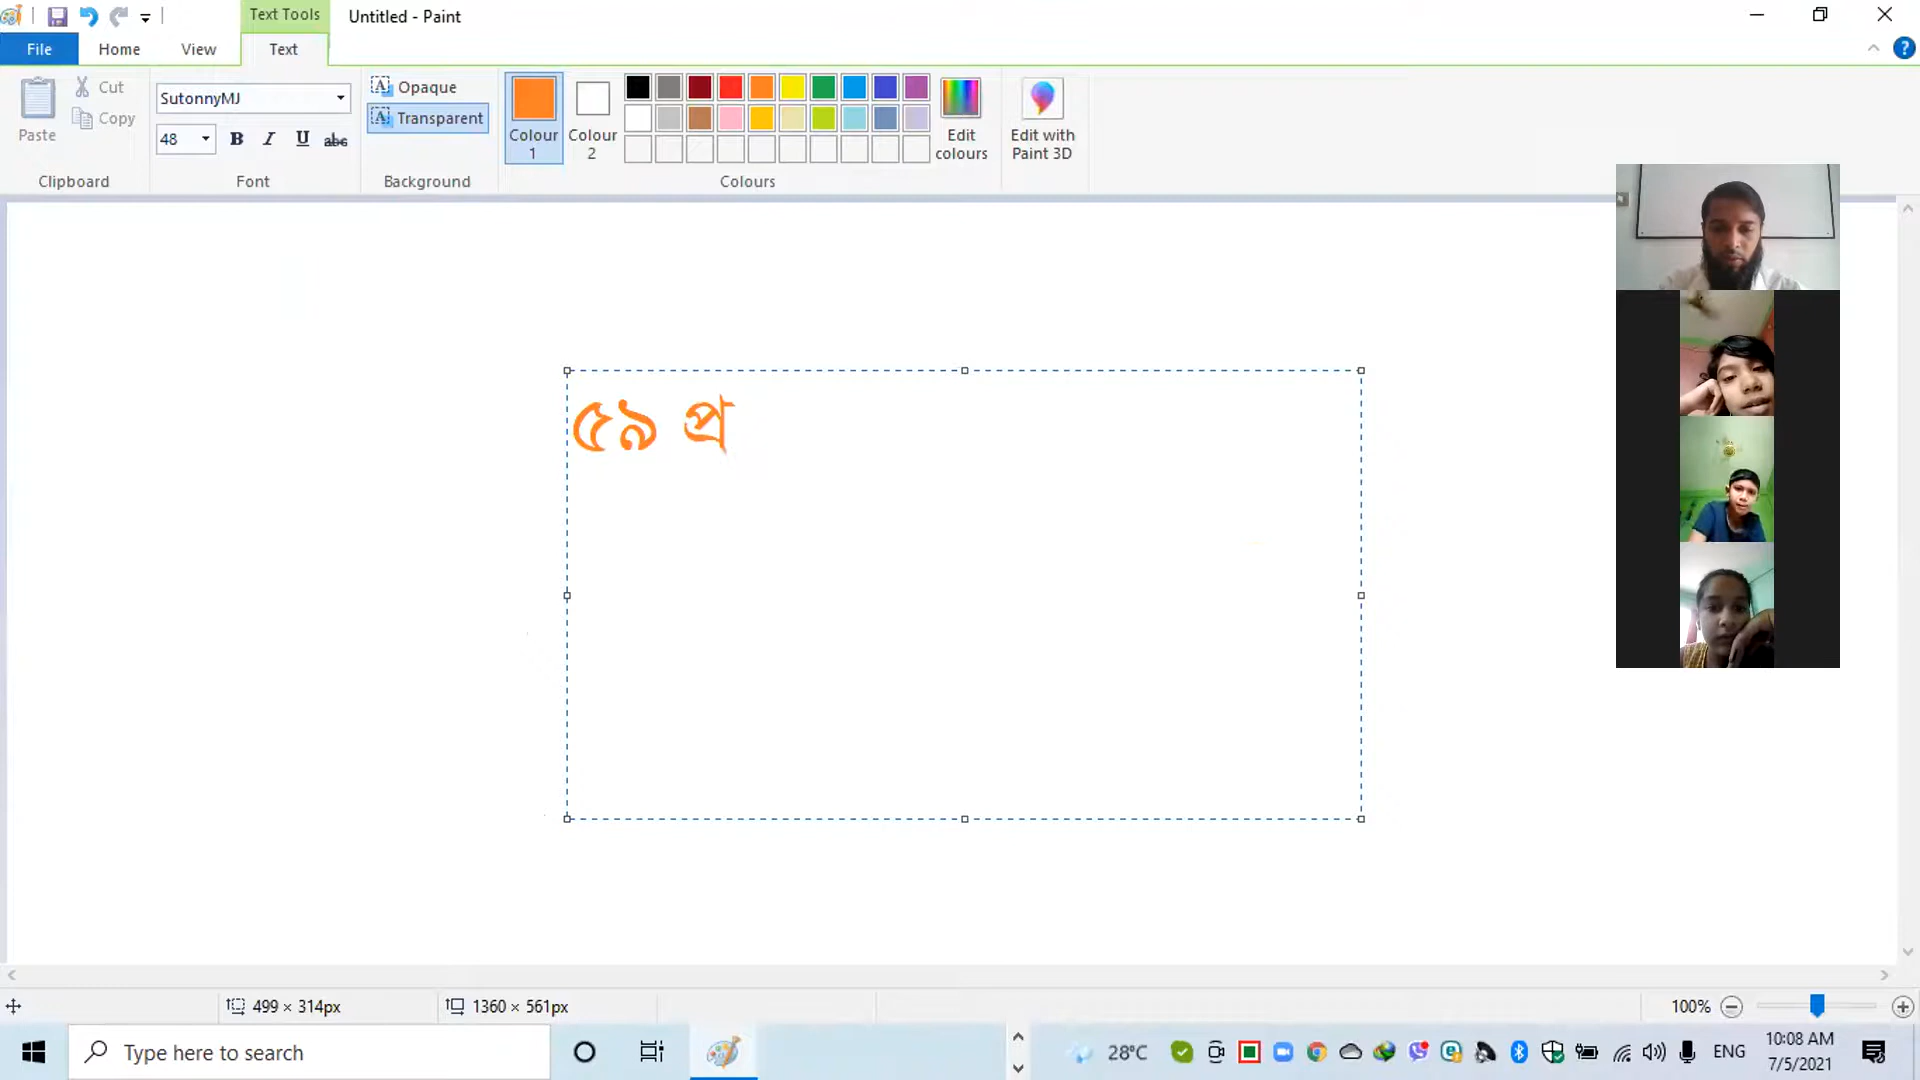 Text Tools
Untitled - Paint
File
Home
View
Text
Paste
Cut
Copy
Clipboard
SutonnyMJ
48
B I U abc
Font
Opaque
Transparent
Background
Colour 1
Colour 2
Edit colours
Colours
Edit with Paint 3D
৫৯ প্র
499 × 314px
1360 × 561px
100%
Type here to search
28°C
ENG
10:08 AM
7/5/2021